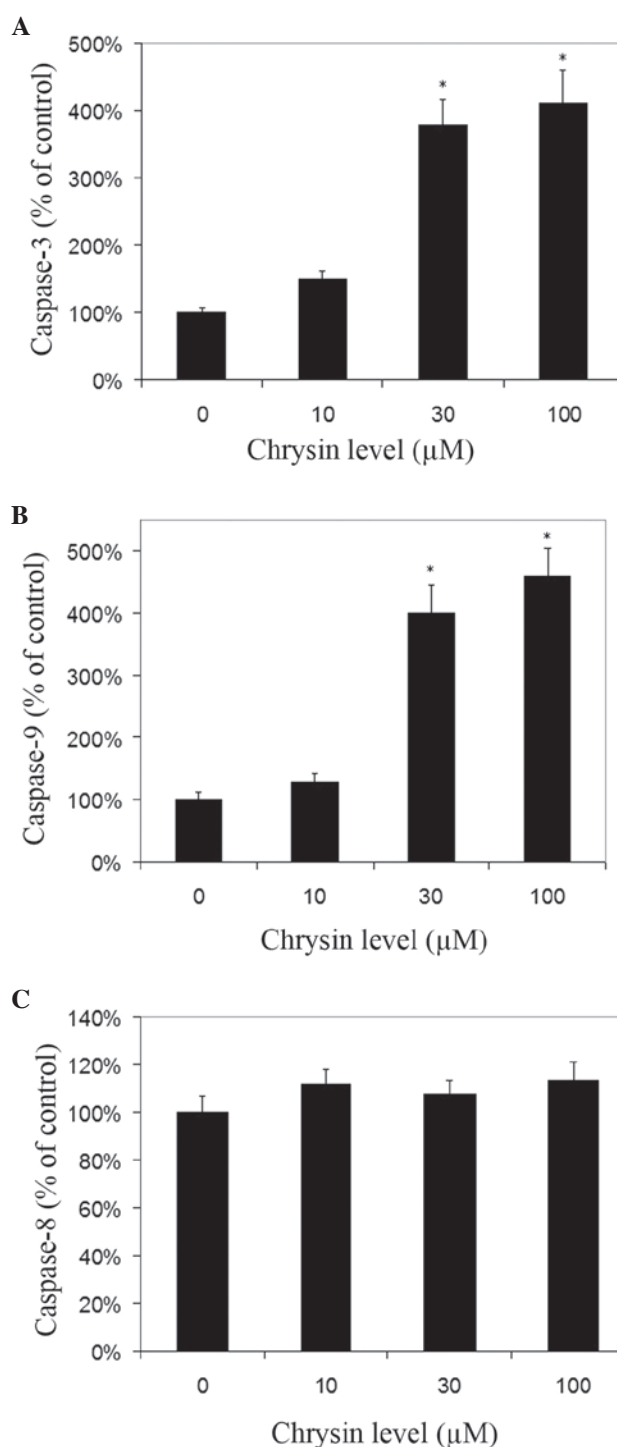 A
500%
400%
300%
200%
100%
0%
Caspase-3 (% of control)
* *
0 10 30 100
Chrysin level (µM)
B
500%
400%
300%
200%
100%
0%
Caspase-9 (% of control)
* *
0 10 30 100
Chrysin level (µM)
C
140%
120%
100%
80%
60%
40%
20%
0%
Caspase-8 (% of control)
0 10 30 100
Chrysin level (µM)